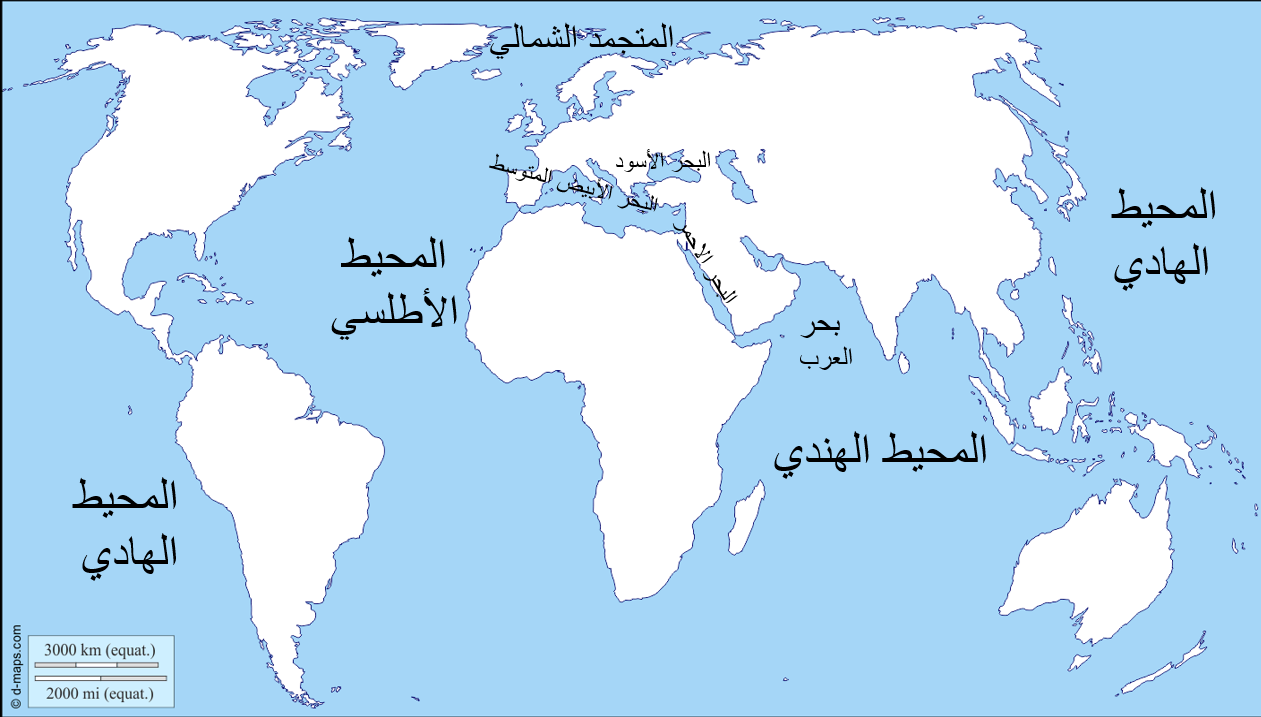 المتجمد الشمالي
البحر الأسود
البحر الأبيض المتوسط
البحر الأحمر
المحيط
الأطلسي
المحيط
الهادي
بحر
العرب
المحيط الهندي
المحيط
الهادي
3000 km (equat.)
2000 mi (equat.)
© d-maps.com